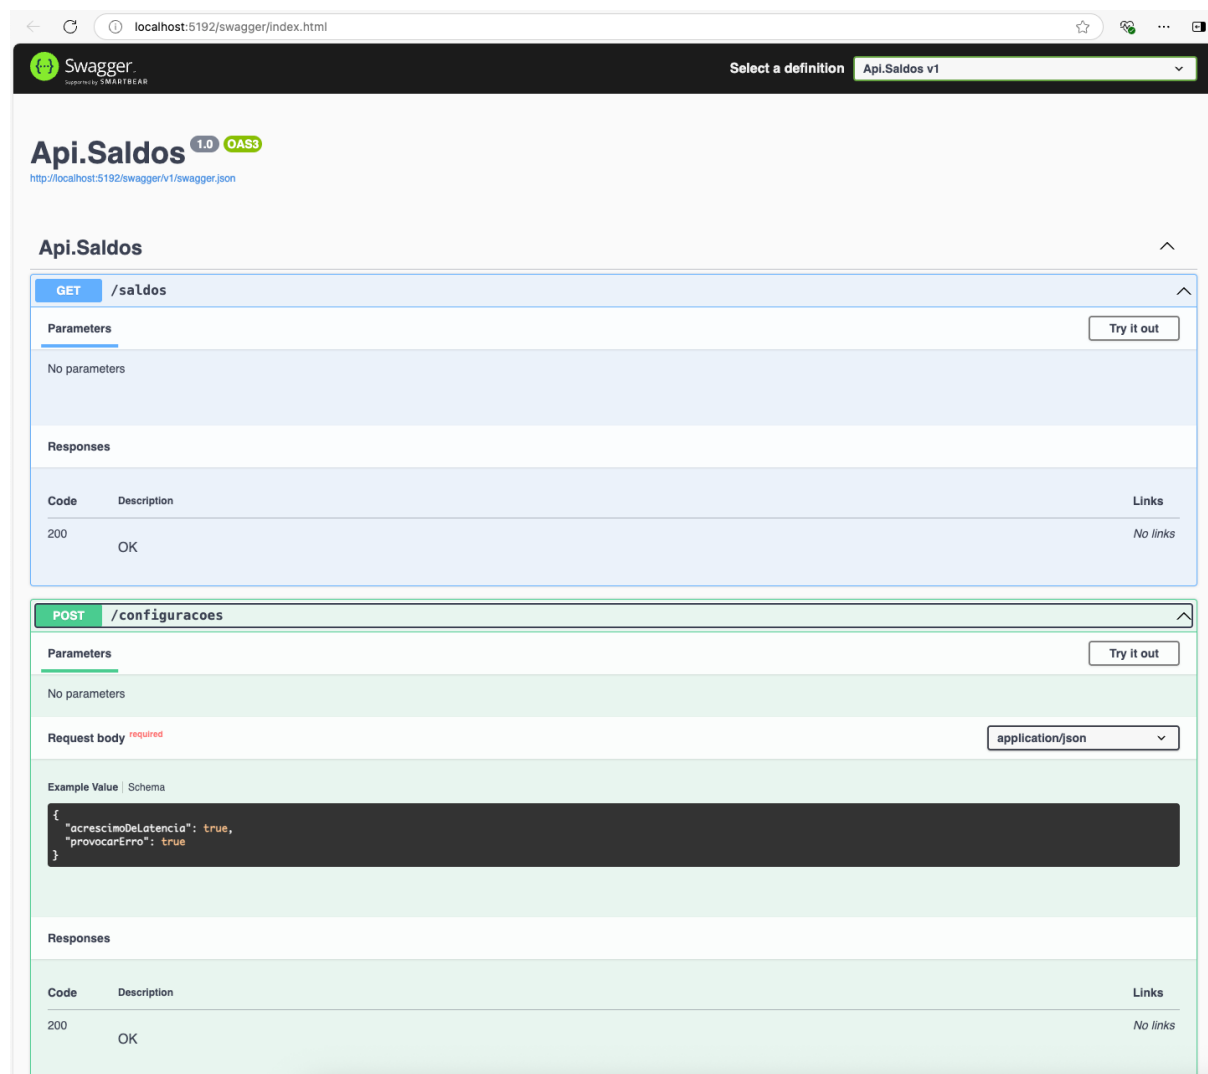 localhost:5192/swagger/index.html
Swagger.
Supported by SMARTBEAR
Select a definition
Api.Saldos v1
Api.Saldos 1.0 OAS3
http://localhost:5192/swagger/v1/swagger.json
Api.Saldos
GET /saldos
Parameters
Try it out
No parameters
Responses
Code Description Links
200 No links
OK
POST /configuracoes
Parameters
Try it out
No parameters
Request body required
application/json
Example Value | Schema
{
"acrescimoDeLatencia": true,
"provocarErro": true
}
Responses
Code Description Links
200 No links
OK